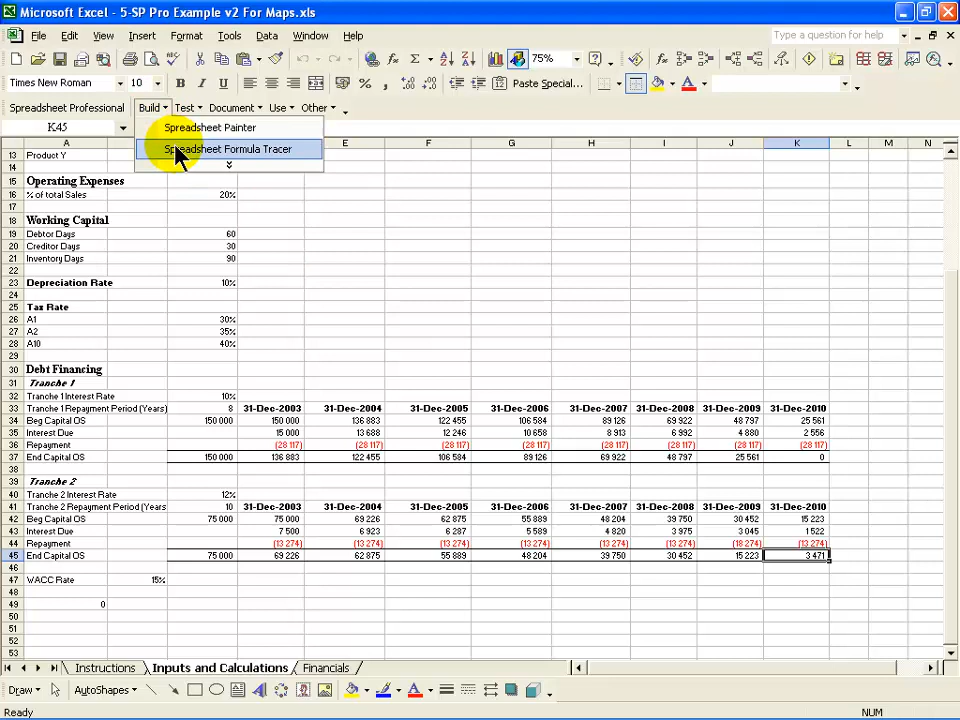 Microsoft Excel - 5-SP Pro Example v2 For Maps.xls
File Edit View Insert Format Tools Data Window Help Type a question for help
75%
Times New Roman 10 B I U Paste Special...
Spreadsheet Professional Build Test Document Use Other
K45
Spreadsheet Painter
Spreadsheet Formula Tracer
A E F G H I J K L M N
13 Product Y
14
15 Operating Expenses
16 % of total Sales 20%
17
18 Working Capital
19 Debtor Days 60
20 Creditor Days 30
21 Inventory Days 90
22
23 Depreciation Rate 10%
24
25 Tax Rate
26 A1 30%
27 A2 35%
28 A10 40%
29
30 Debt Financing
31 Tranche 1
32 Tranche 1 Interest Rate 10%
33 Tranche 1 Repayment Period (Years) 8 31-Dec-2003 31-Dec-2004 31-Dec-2005 31-Dec-2006 31-Dec-2007 31-Dec-2008 31-Dec-2009 31-Dec-2010
34 Beg Capital OS 150 000 150 000 136 883 122 455 106 584 89 126 69 922 48 797 25 561
35 Interest Due 15 000 13 688 12 246 10 658 8 913 6 992 4 880 2 556
36 Repayment (28 117) (28 117) (28 117) (28 117) (28 117) (28 117) (28 117) (28 117)
37 End Capital OS 150 000 136 883 122 455 106 584 89 126 69 922 48 797 25 561 0
38
39 Tranche 2
40 Tranche 2 Interest Rate 12%
41 Tranche 2 Repayment Period (Years 10 31-Dec-2003 31-Dec-2004 31-Dec-2005 31-Dec-2006 31-Dec-2007 31-Dec-2008 31-Dec-2009 31-Dec-2010
42 Beg Capital OS 75 000 75 000 69 226 62 875 55 889 48 204 39 750 30 452 15 223
43 Interest Due 7 500 6 923 6 287 5 589 4 820 3 975 3 045 1 522
44 Repayment (13 274) (13 274) (13 274) (13 274) (13 274) (13 274) (18 274) (13 274)
45 End Capital OS 75 000 69 226 62 875 55 889 48 204 39 750 30 452 15 223 3 471
46
47 WACC Rate 15%
48
49 0
50
51
52
53
Instructions Inputs and Calculations Financials
Draw AutoShapes
Ready NUM